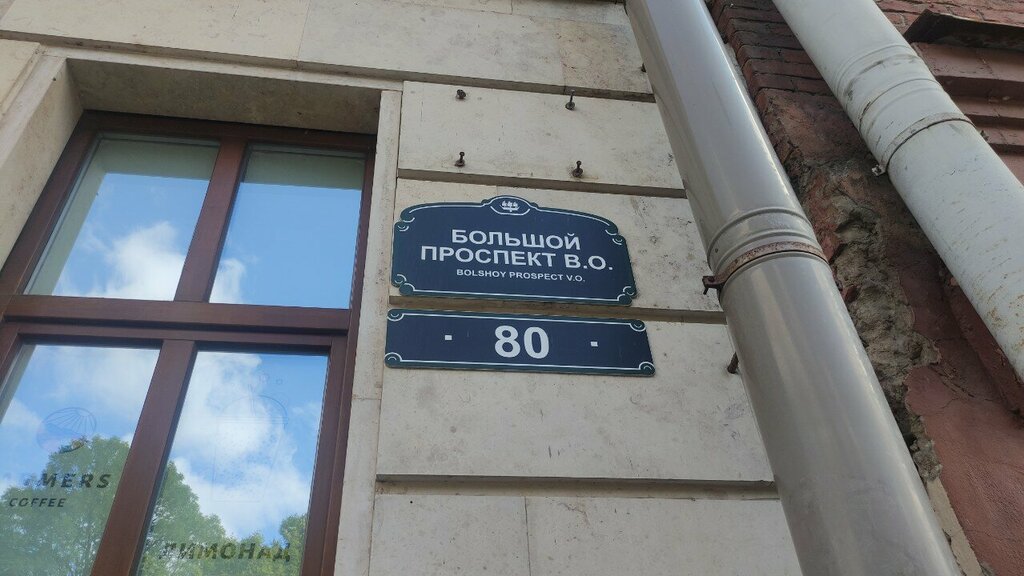 БОЛЬШОЙ
ПРОСПЕКТ В.О.
BOLSHOY PROSPECT V.O.
80
MERS
COFFEE
ЛИМОНАД